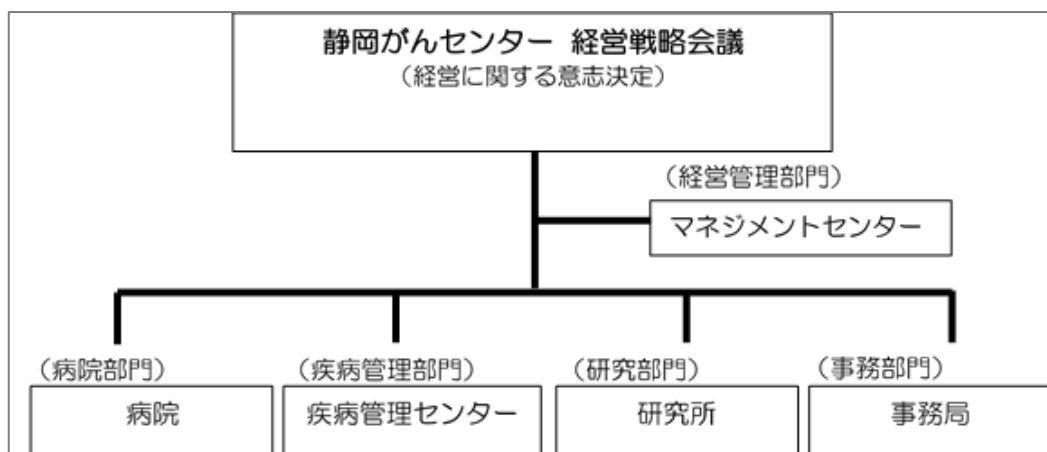 静岡がんセンター 経営戦略会議
（経営に関する意志決定）
（経営管理部門）
マネジメントセンター
（病院部門）
病院
（疾病管理部門）
疾病管理センター
（研究部門）
研究所
（事務部門）
事務局